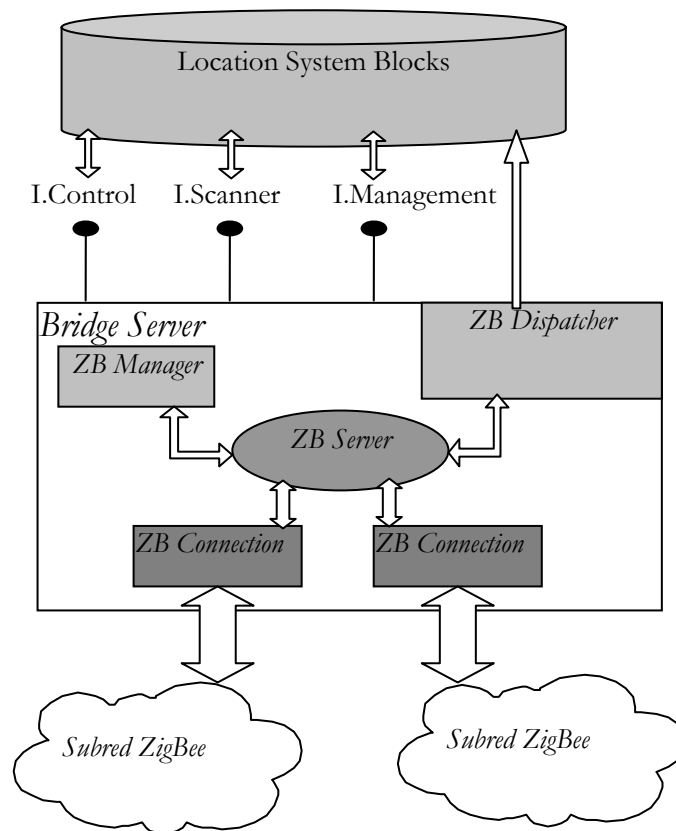 Location System Blocks
I.Control
I.Scanner
I.Management
Bridge Server
ZB Dispatcher
ZB Manager
ZB Server
ZB Connection
ZB Connection
Subred ZigBee
Subred ZigBee